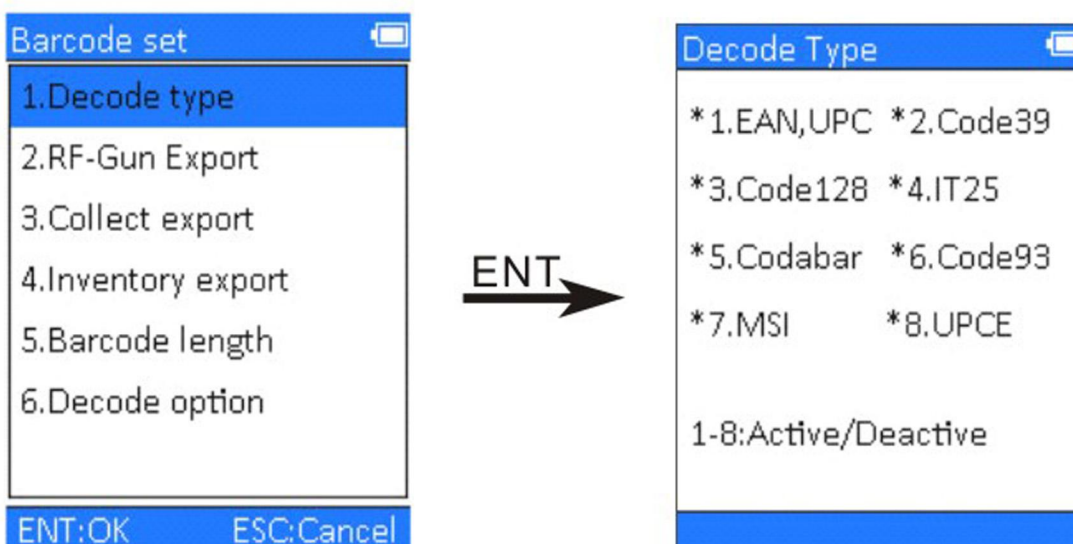 Barcode set
1.Decode type
2.RF-Gun Export
3.Collect export
4.Inventory export
5.Barcode length
6.Decode option
ENT:OK ESC:Cancel
ENT
Decode Type
*1.EAN,UPC *2.Code39
*3.Code128 *4.IT25
*5.Codabar *6.Code93
*7.MSI *8.UPCE
1-8:Active/Deactive